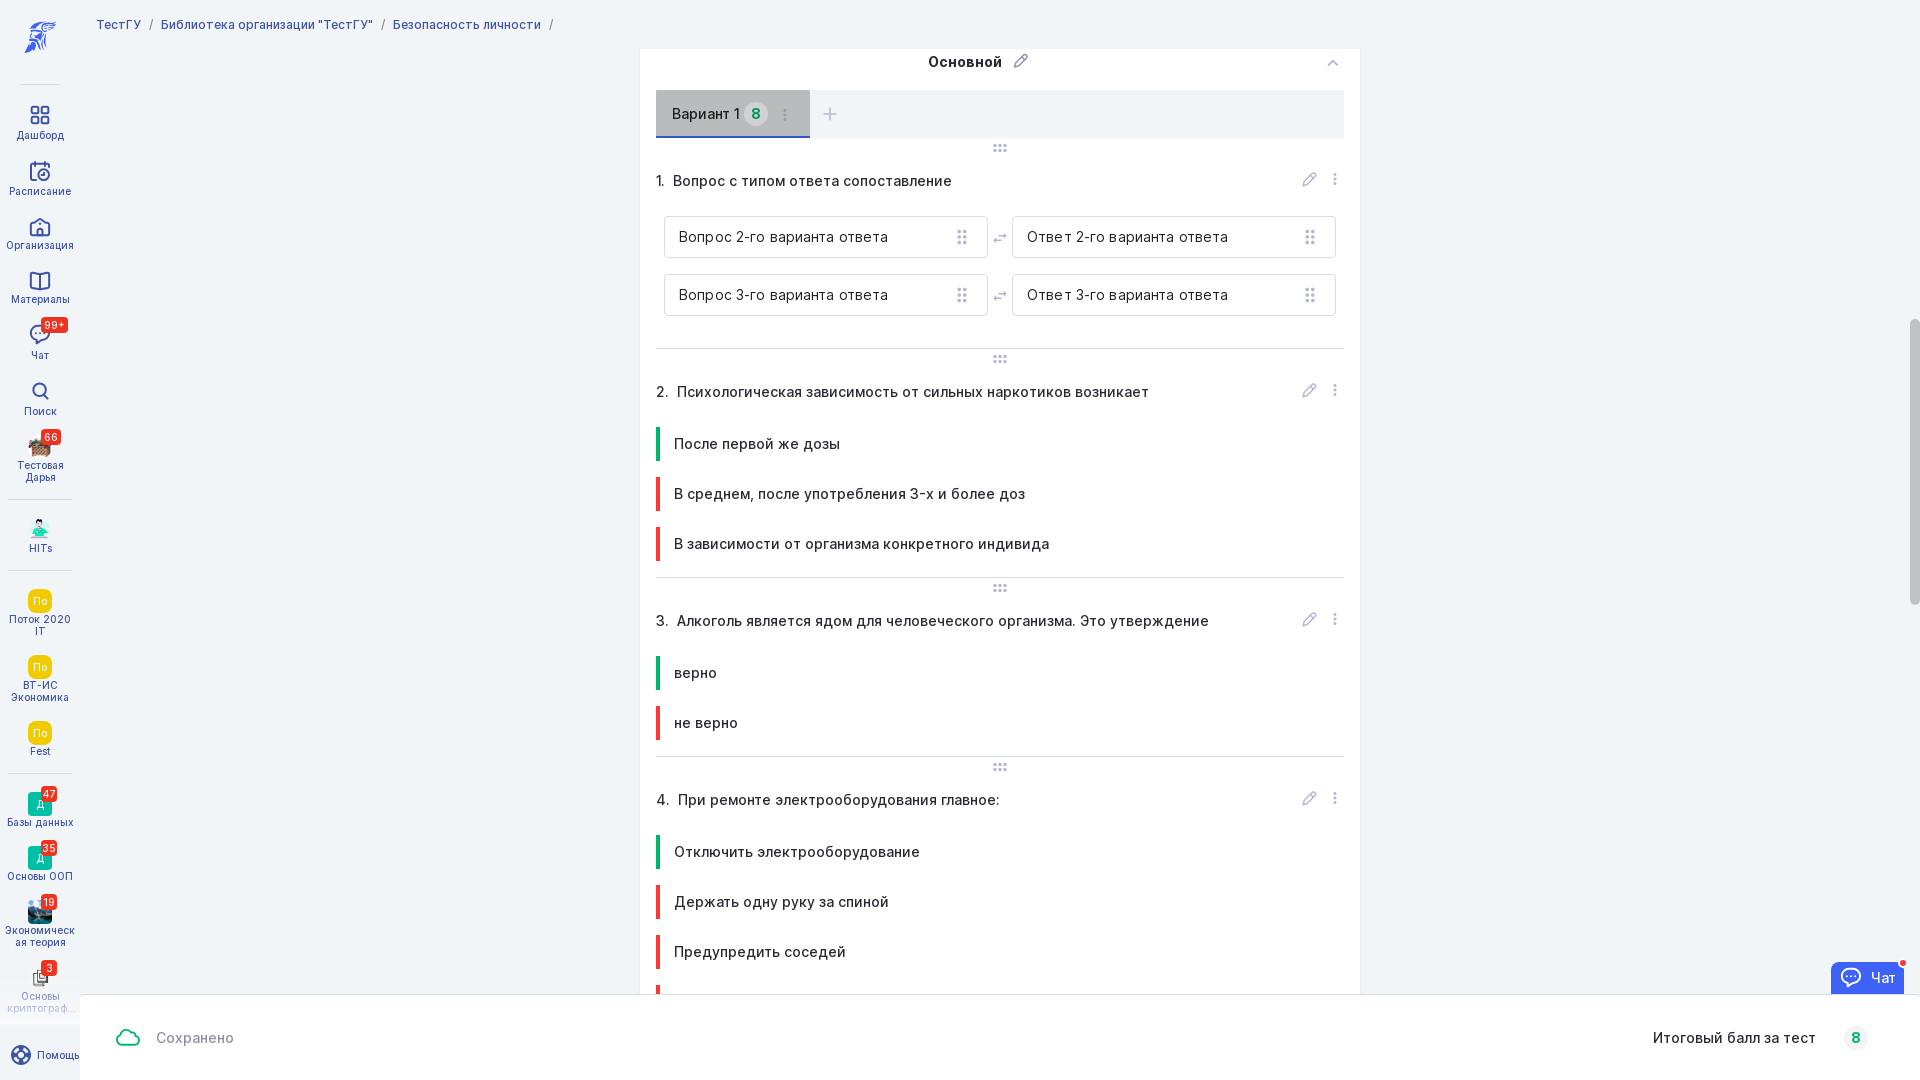 ТестГУ / Библиотека организации "ТестГУ" / Безопасность личности /
Дашборд
Расписание
Организация
Материалы
99+
Чат
Поиск
66
Тестовая
Дарья
HITs
По
Поток 2020
IT
По
ВТ-ИС
Экономика
По
Fest
47
Д
Базы данных
35
Д
Основы ООП
19
Экономическ
ая теория
3
Основы
криптограф...
Помощь
Основной
Вариант 1 8
1. Вопрос с типом ответа сопоставление
Вопрос 2-го варианта ответа
Ответ 2-го варианта ответа
Вопрос 3-го варианта ответа
Ответ 3-го варианта ответа
2. Психологическая зависимость от сильных наркотиков возникает
После первой же дозы
В среднем, после употребления 3-х и более доз
В зависимости от организма конкретного индивида
3. Алкоголь является ядом для человеческого организма. Это утверждение
верно
не верно
4. При ремонте электрооборудования главное:
Отключить электрооборудование
Держать одну руку за спиной
Предупредить соседей
Чат
Сохранено
Итоговый балл за тест 8